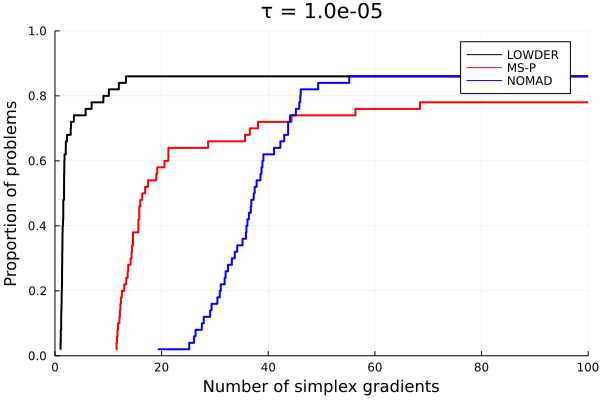 τ = 1.0e-05
1.0
0.8
0.6
0.4
0.2
0.0
Proportion of problems
LOWDER
MS-P
NOMAD
0 20 40 60 80 100
Number of simplex gradients